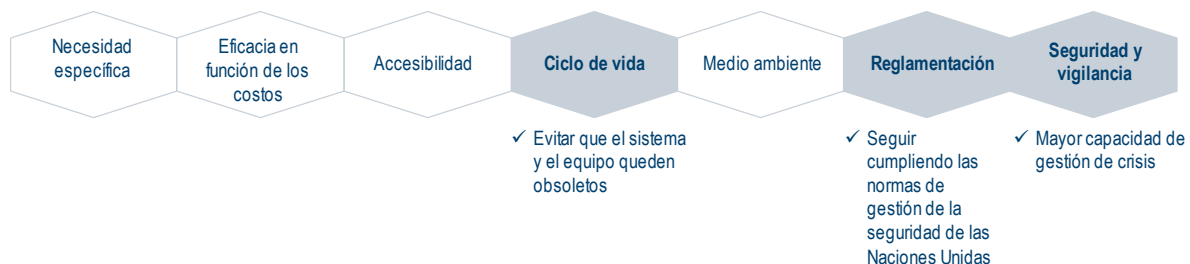 Necesidad
específica
Eficacia en
función de los
costos
Accesibilidad
Ciclo de vida
Medio ambiente
Reglamentación
Seguridad y
vigilancia
✓ Evitar que el sistema
y el equipo queden
obsoletos
✓ Seguir
cumpliendo las
normas de
gestión de la
seguridad de las
Naciones Unidas
✓ Mayor capacidad de
gestión de crisis